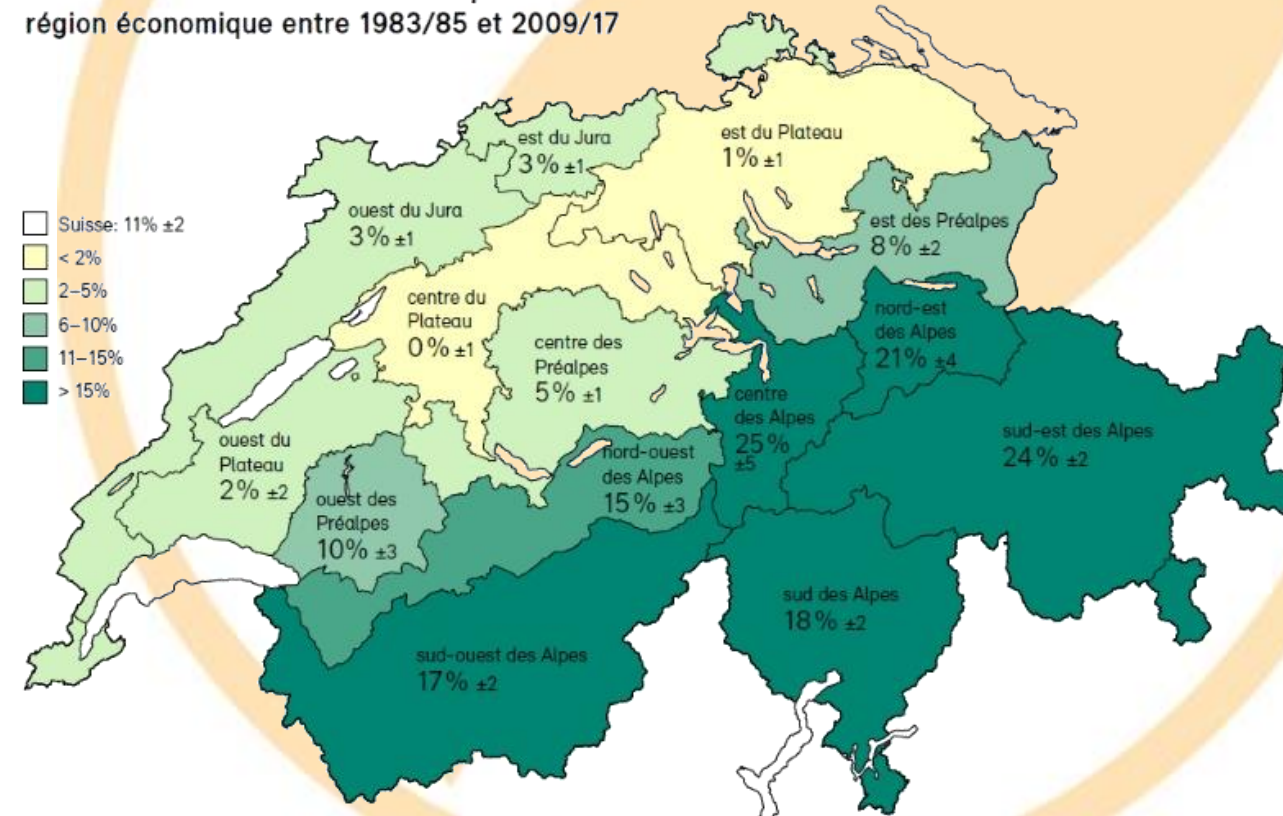 région économique entre 1983/85 et 2009/17
Suisse: 11% ±2
< 2%
2–5%
6–10%
11–15%
> 15%
est du Jura
3% ±1
est du Plateau
1% ±1
ouest du Jura
3% ±1
est des Préalpes
8% ±2
centre du
Plateau
0% ±1
centre des
Préalpes
5% ±1
nord-est
des Alpes
21% ±4
centre
des Alpes
25%
±5
sud-est des Alpes
24% ±2
ouest du
Plateau
2% ±2
ouest des
Préalpes
10% ±3
nord-ouest
des Alpes
15% ±3
sud des Alpes
18% ±2
sud-ouest des Alpes
17% ±2